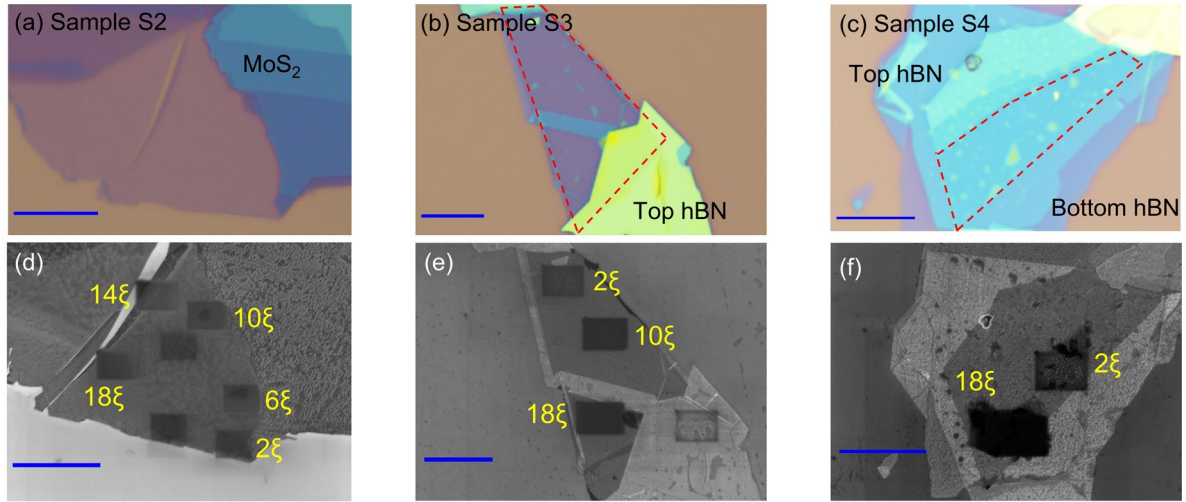 (a) Sample S2
MoS₂
(b) Sample S3
Top hBN
(c) Sample S4
Top hBN
Bottom hBN
(d)
14ξ
10ξ
18ξ
6ξ
2ξ
(e)
2ξ
10ξ
18ξ
(f)
2ξ
18ξ